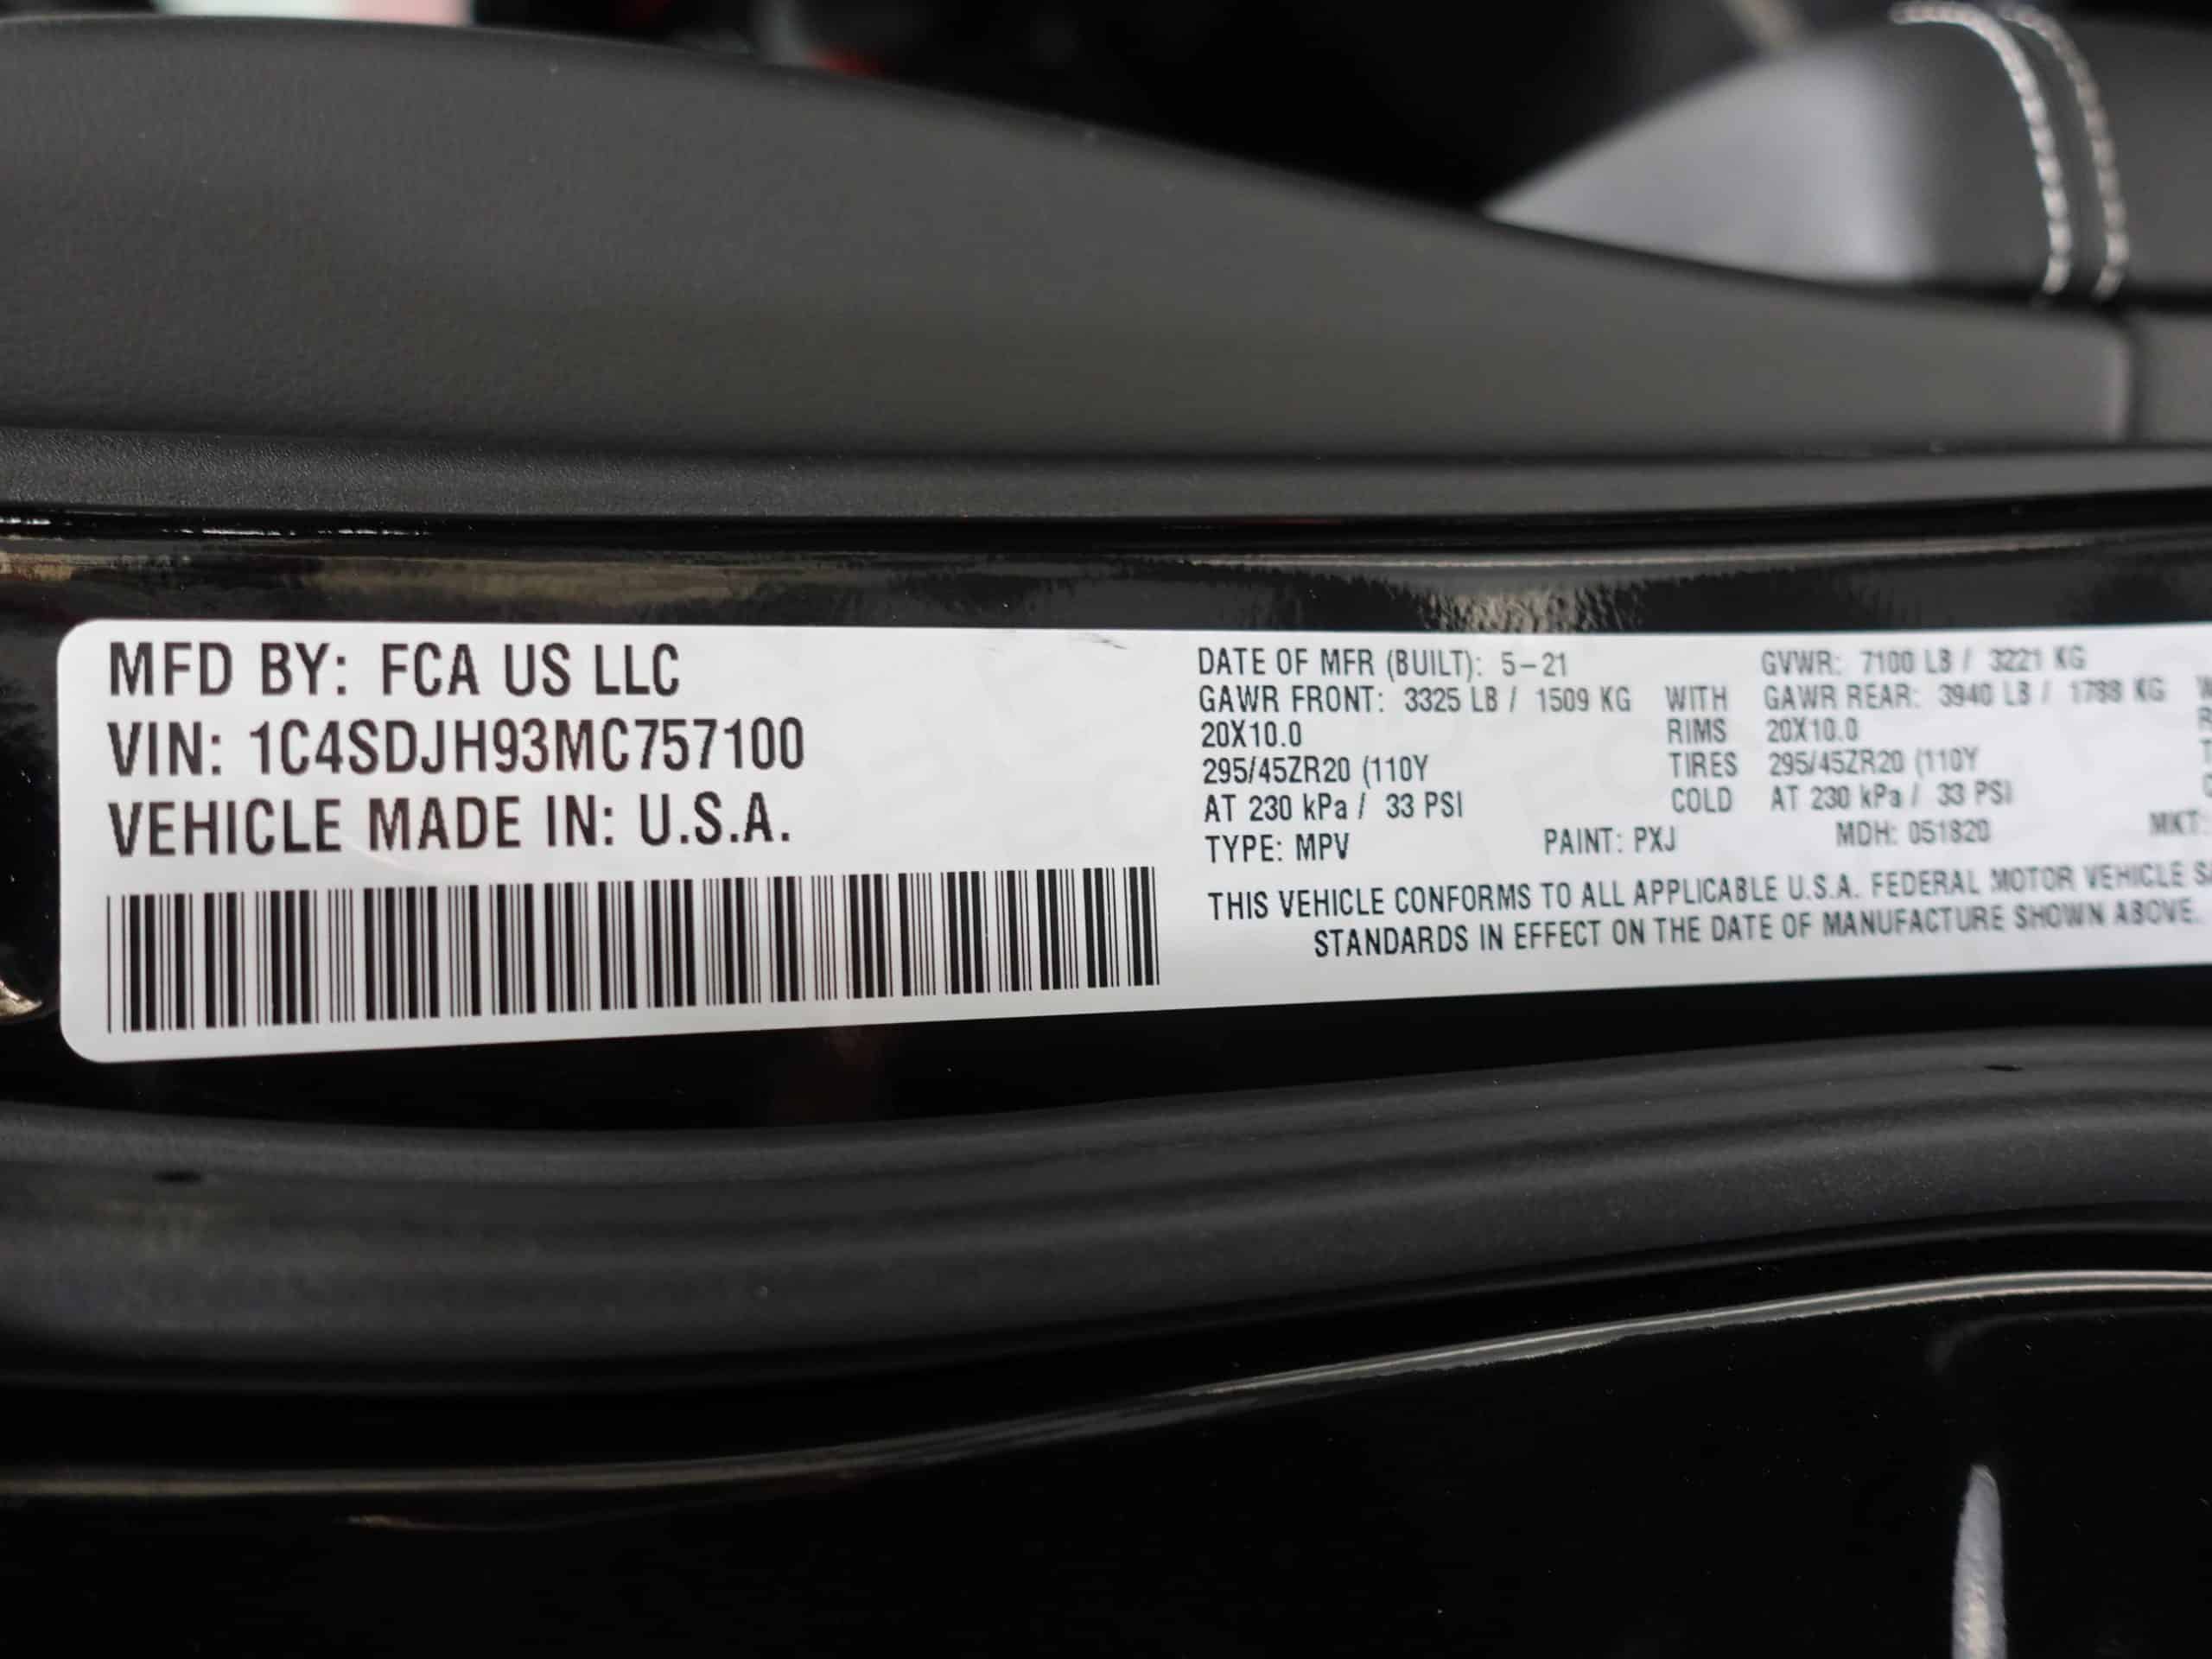 MFD BY: FCA US LLC
VIN: 1C4SDJH93MC757100
VEHICLE MADE IN: U.S.A.
DATE OF MFR (BUILT): 5-21 GVWR: 7100 LB / 3221 KG
GAWR FRONT: 3325 LB / 1509 KG WITH GAWR REAR: 3940 LB / 1788 KG
20X10.0 RIMS 20X10.0
295/45ZR20 (110Y TIRES 295/45ZR20 (110Y
AT 230 kPa / 33 PSI COLD AT 230 kPa / 33 PSI
TYPE: MPV PAINT: PXJ MDH: 051820 MKT:
THIS VEHICLE CONFORMS TO ALL APPLICABLE U.S.A. FEDERAL MOTOR VEHICLE
STANDARDS IN EFFECT ON THE DATE OF MANUFACTURE SHOWN ABOVE.